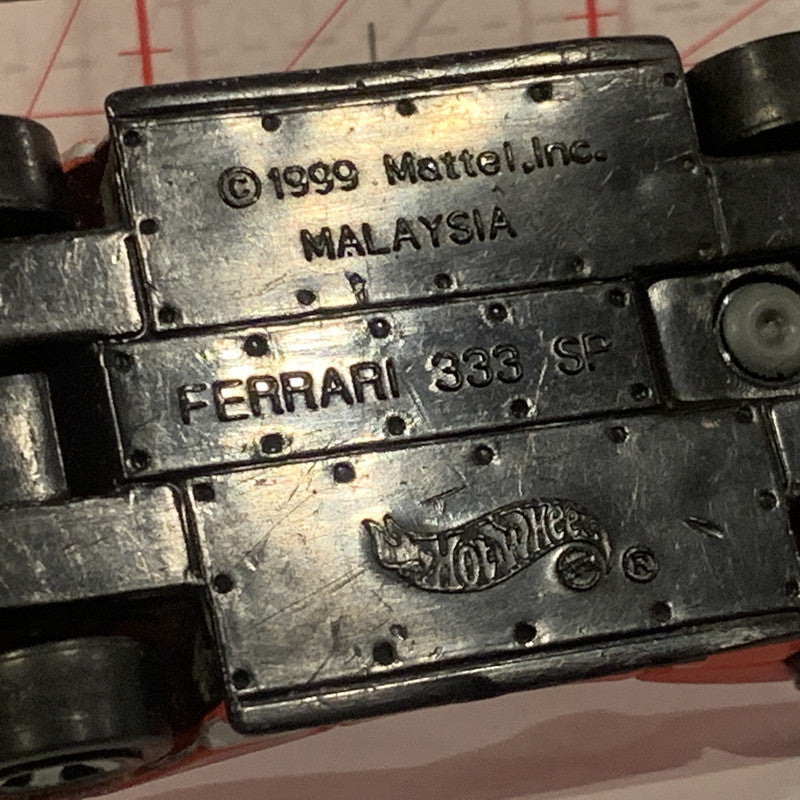 ©1999 Mattel,Inc.
MALAYSIA
FERRARI 333 SP
HOT WHEELS ®